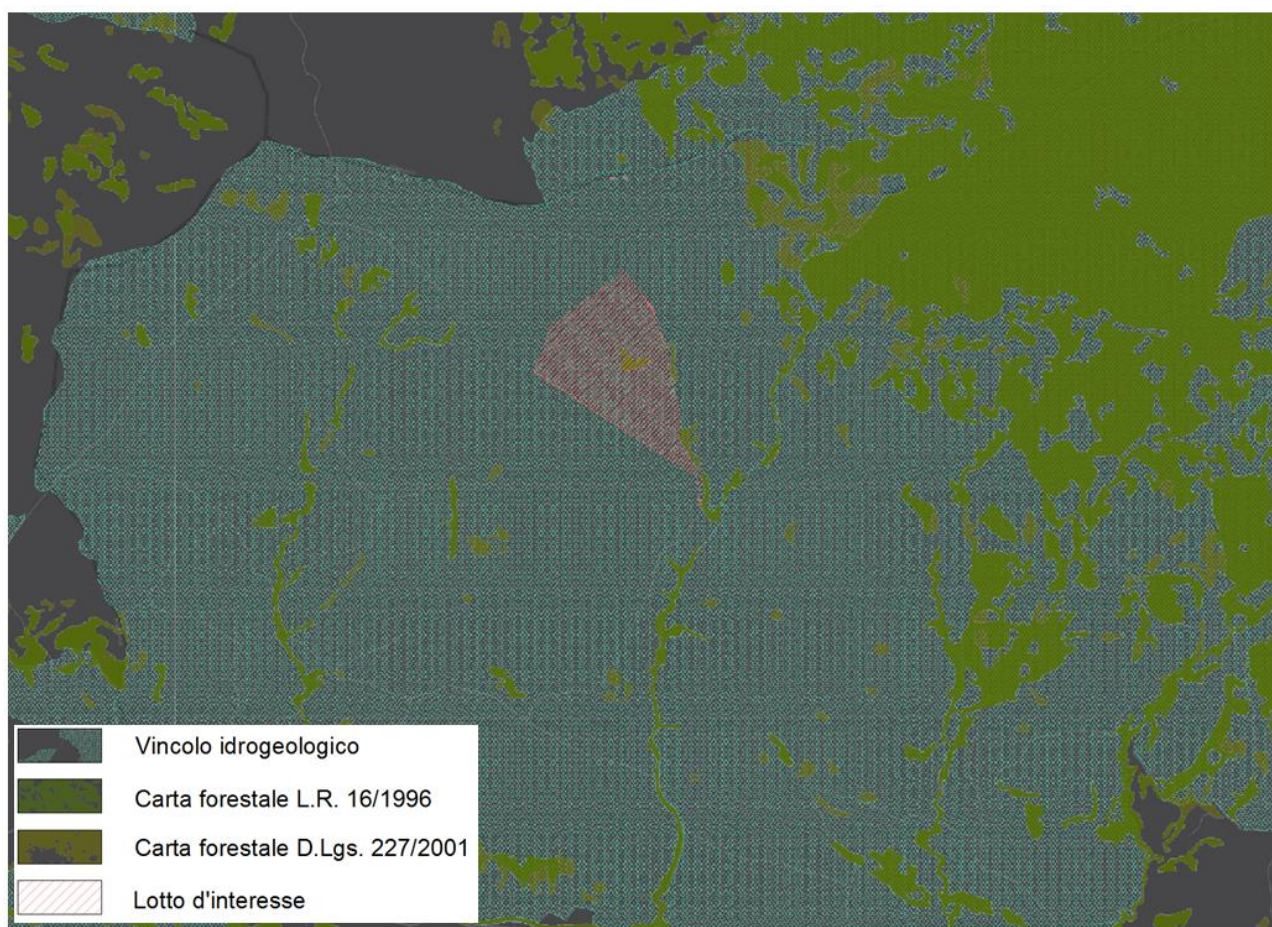 Vincolo idrogeologico
Carta forestale L.R. 16/1996
Carta forestale D.Lgs. 227/2001
Lotto d'interesse